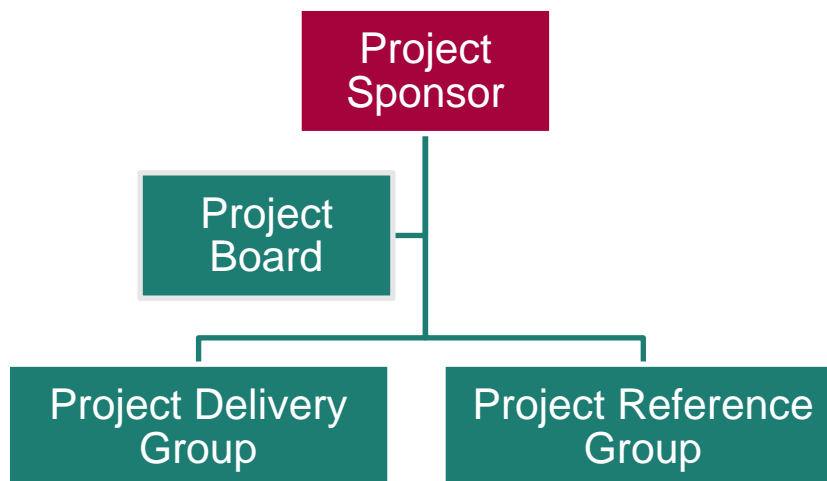 Project
Sponsor
Project
Board
Project Delivery
Group
Project Reference
Group